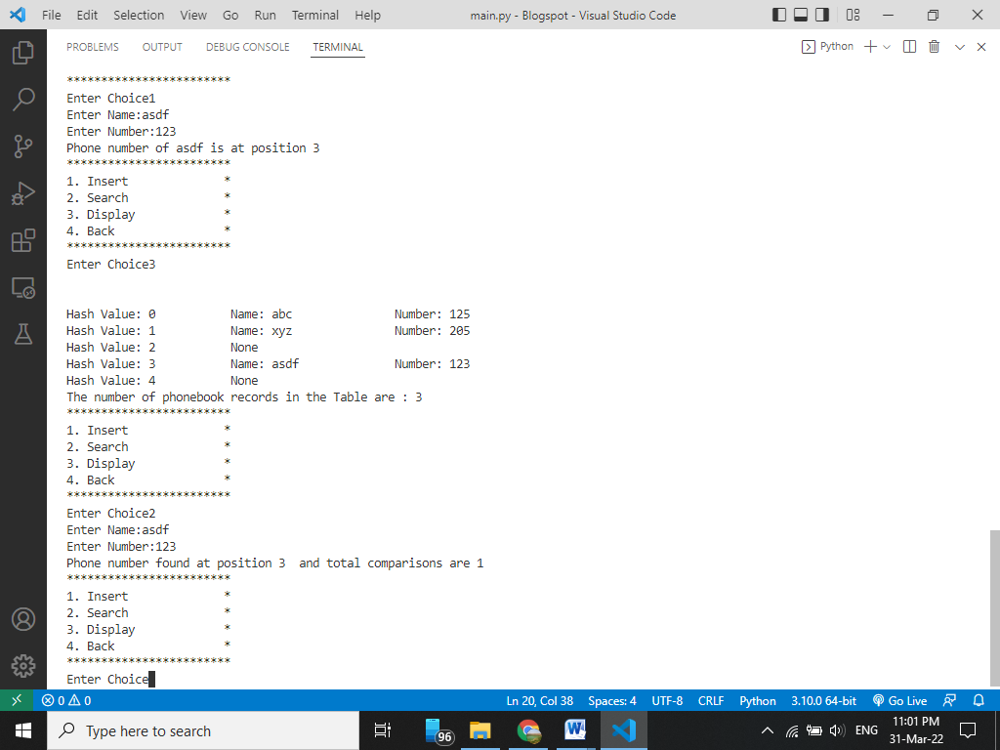 File Edit Selection View Go Run Terminal Help main.py - Blogspot - Visual Studio Code
PROBLEMS OUTPUT DEBUG CONSOLE TERMINAL Python
************************
Enter Choice1
Enter Name:asdf
Enter Number:123
Phone number of asdf is at position 3
************************
1. Insert *
2. Search *
3. Display *
4. Back *
************************
Enter Choice3
Hash Value: 0 Name: abc Number: 125
Hash Value: 1 Name: xyz Number: 205
Hash Value: 2 None
Hash Value: 3 Name: asdf Number: 123
Hash Value: 4 None
The number of phonebook records in the Table are : 3
************************
1. Insert *
2. Search *
3. Display *
4. Back *
************************
Enter Choice2
Enter Name:asdf
Enter Number:123
Phone number found at position 3  and total comparisons are 1
************************
1. Insert *
2. Search *
3. Display *
4. Back *
************************
Enter Choice
0 0 Ln 20, Col 38 Spaces: 4 UTF-8 CRLF Python 3.10.0 64-bit Go Live
Type here to search 96 W ENG 11:01 PM
31-Mar-22